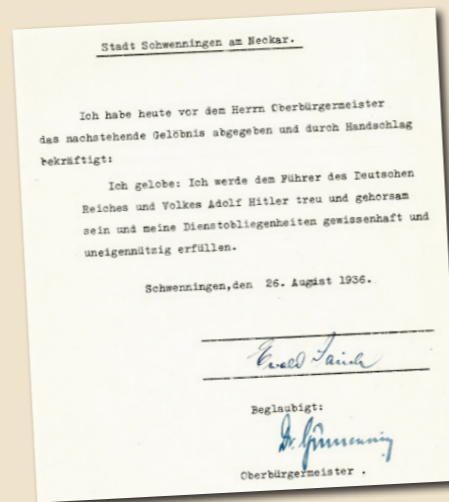 Stadt Schwenningen am Neckar.
Ich habe heute vor dem Herrn Oberbürgermeister
das nachstehende Gelöbnis abgegeben und durch Handschlag
bekräftigt:
Ich gelobe: Ich werde dem Führer des Deutschen
Reiches und Volkes Adolf Hitler treu und gehorsam
sein und meine Dienstobliegenheiten gewissenhaft und
uneigennützig erfüllen.
Schwenningen,den 26. August 1936.
Ewald
Beglaubigt:
Dr.
Oberbürgermeister .